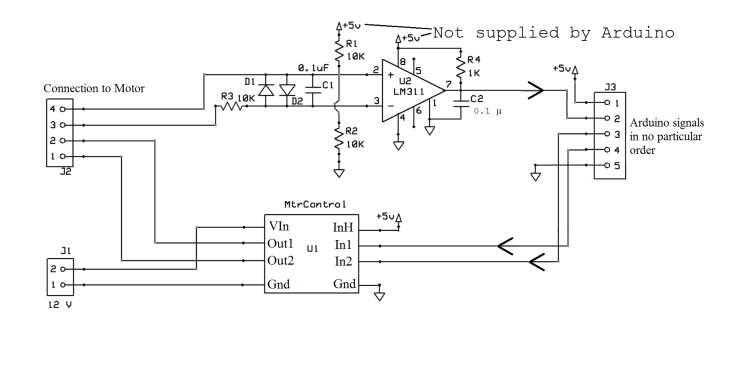 +5v
Not supplied by Arduino
R1
10K
+5v
8
5
R4
1K
0.1uF
2
+
U2
LM311
7
+5v
J3
Connection to Motor
D1
C1
R3 10K
D2
3
-
1
C2
0.1 µ
4
6
1
2
3
4
5
Arduino signals
in no particular
order
4
3
2
1
J2
R2
10K
MtrControl
+5v
VIn
InH
Out1
U1
In1
Out2
In2
Gnd
Gnd
J1
2
1
12 V